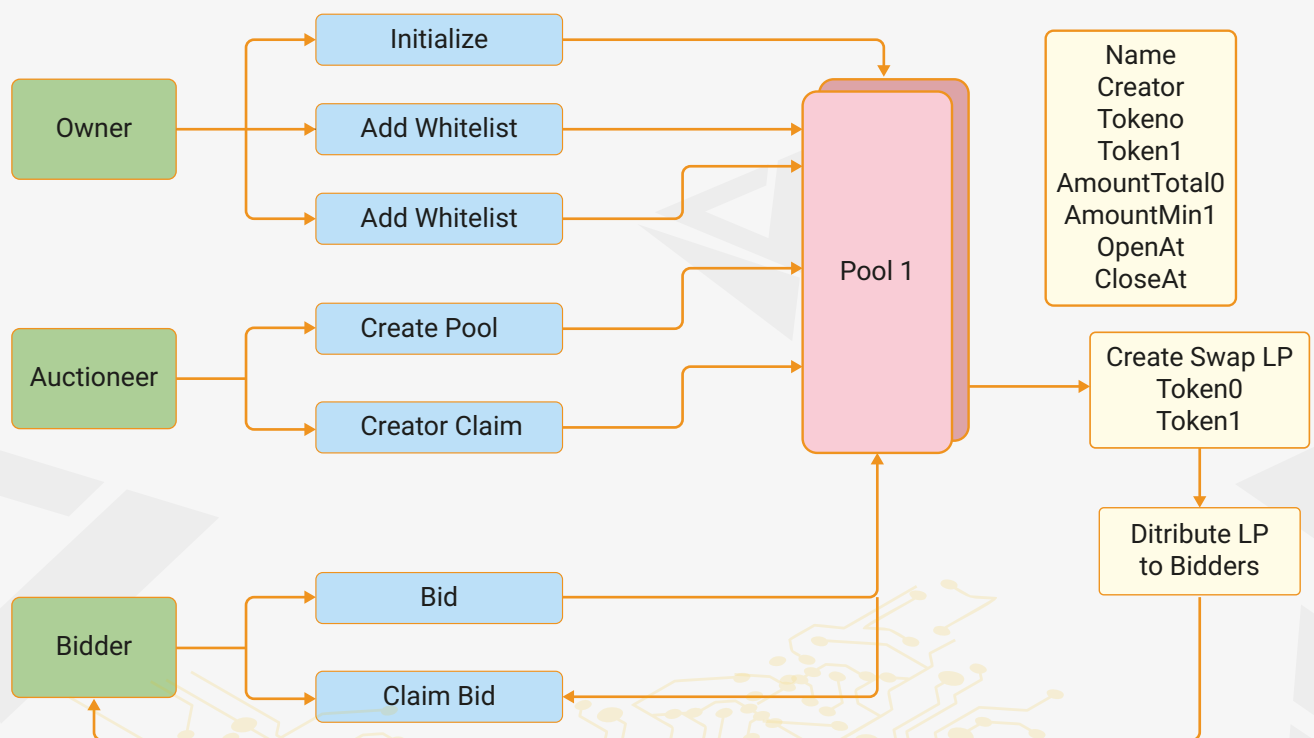 Initialize
Owner
Add Whitelist
Add Whitelist
Name
Creator
Tokeno
Token1
AmountTotal0
AmountMin1
OpenAt
CloseAt
Pool 1
Auctioneer
Create Pool
Creator Claim
Create Swap LP
Token0
Token1
Ditribute LP
to Bidders
Bidder
Bid
Claim Bid